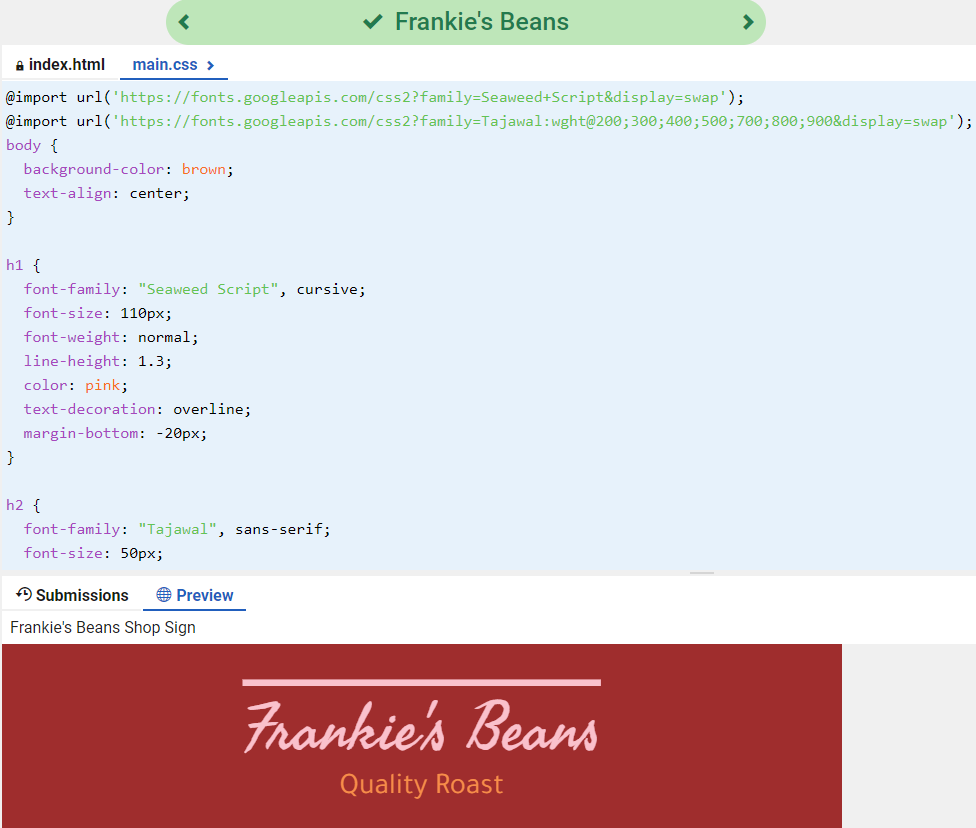 Frankie's Beans
index.html main.css
@import url('https://fonts.googleapis.com/css2?family=Seaweed+Script&display=swap');
@import url('https://fonts.googleapis.com/css2?family=Tajawal:wght@200;300;400;500;700;800;900&display=swap');
body {
  background-color: brown;
  text-align: center;
}

h1 {
  font-family: "Seaweed Script", cursive;
  font-size: 110px;
  font-weight: normal;
  line-height: 1.3;
  color: pink;
  text-decoration: overline;
  margin-bottom: -20px;
}

h2 {
  font-family: "Tajawal", sans-serif;
  font-size: 50px;
Submissions Preview
Frankie's Beans Shop Sign
Frankie's Beans
Quality Roast